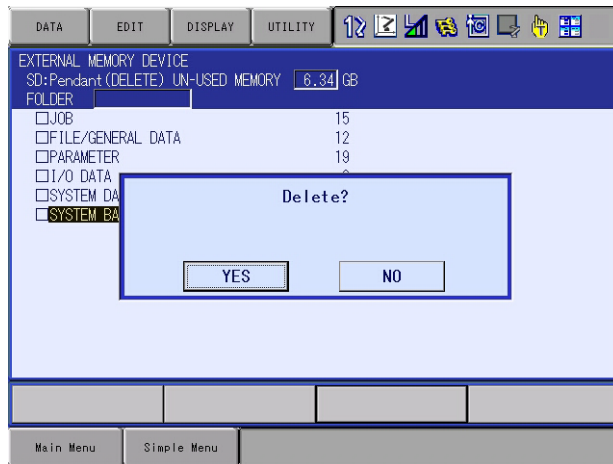 DATA EDIT DISPLAY UTILITY
EXTERNAL MEMORY DEVICE
SD:Pendant(DELETE) UN-USED MEMORY 6.34 GB
FOLDER
□JOB 15
□FILE/GENERAL DATA 12
□PARAMETER 19
□I/O DATA
□SYSTEM DA
□SYSTEM BA
Delete?
YES NO
Main Menu Simple Menu